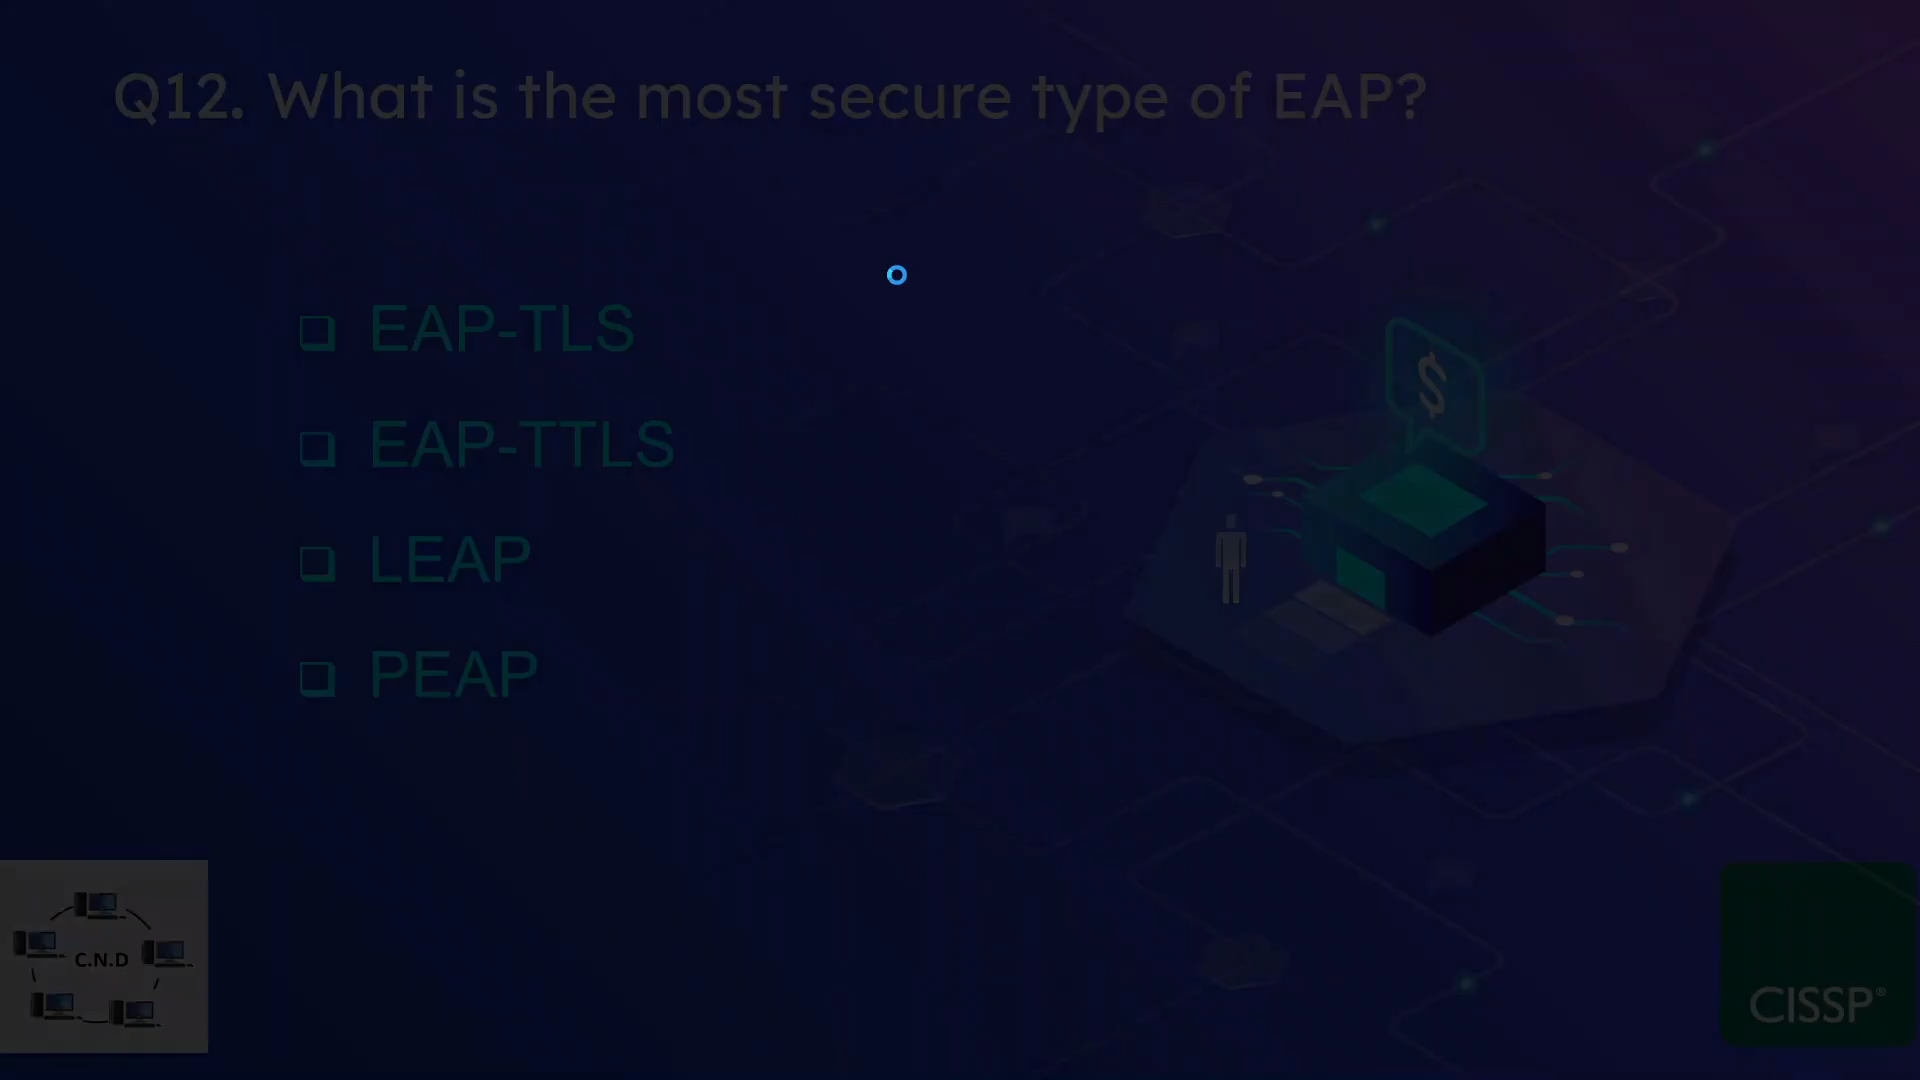 Q12. What is the most secure type of EAP?
❑ EAP-TLS
❑ EAP-TTLS
❑ LEAP
❑ PEAP
$
C.N.D
CISSP®